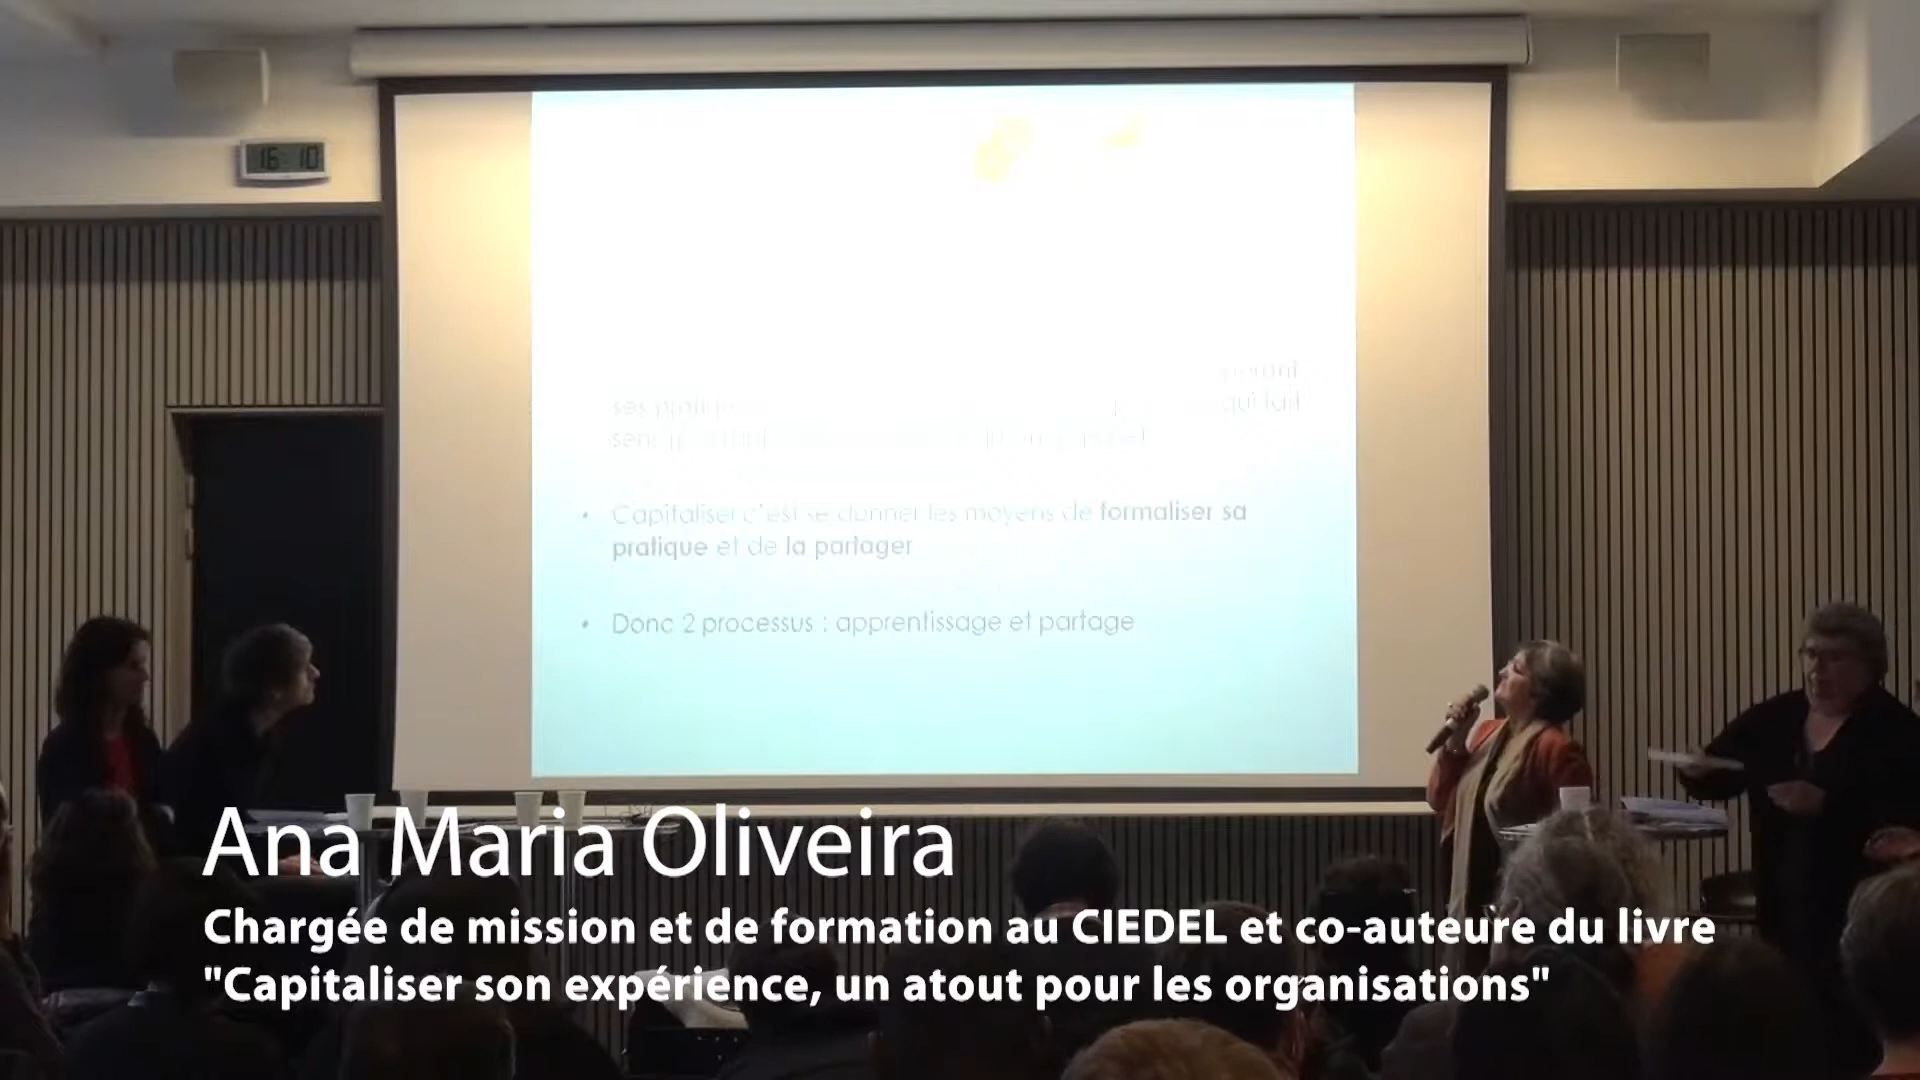 16:10
qui fait
Capitaliser c'est se donner les moyens de formaliser sa
pratique et de la partager
Donc 2 processus : apprentissage et partage
Ana Maria Oliveira
Chargée de mission et de formation au CIEDEL et co-auteure du livre
"Capitaliser son expérience, un atout pour les organisations"